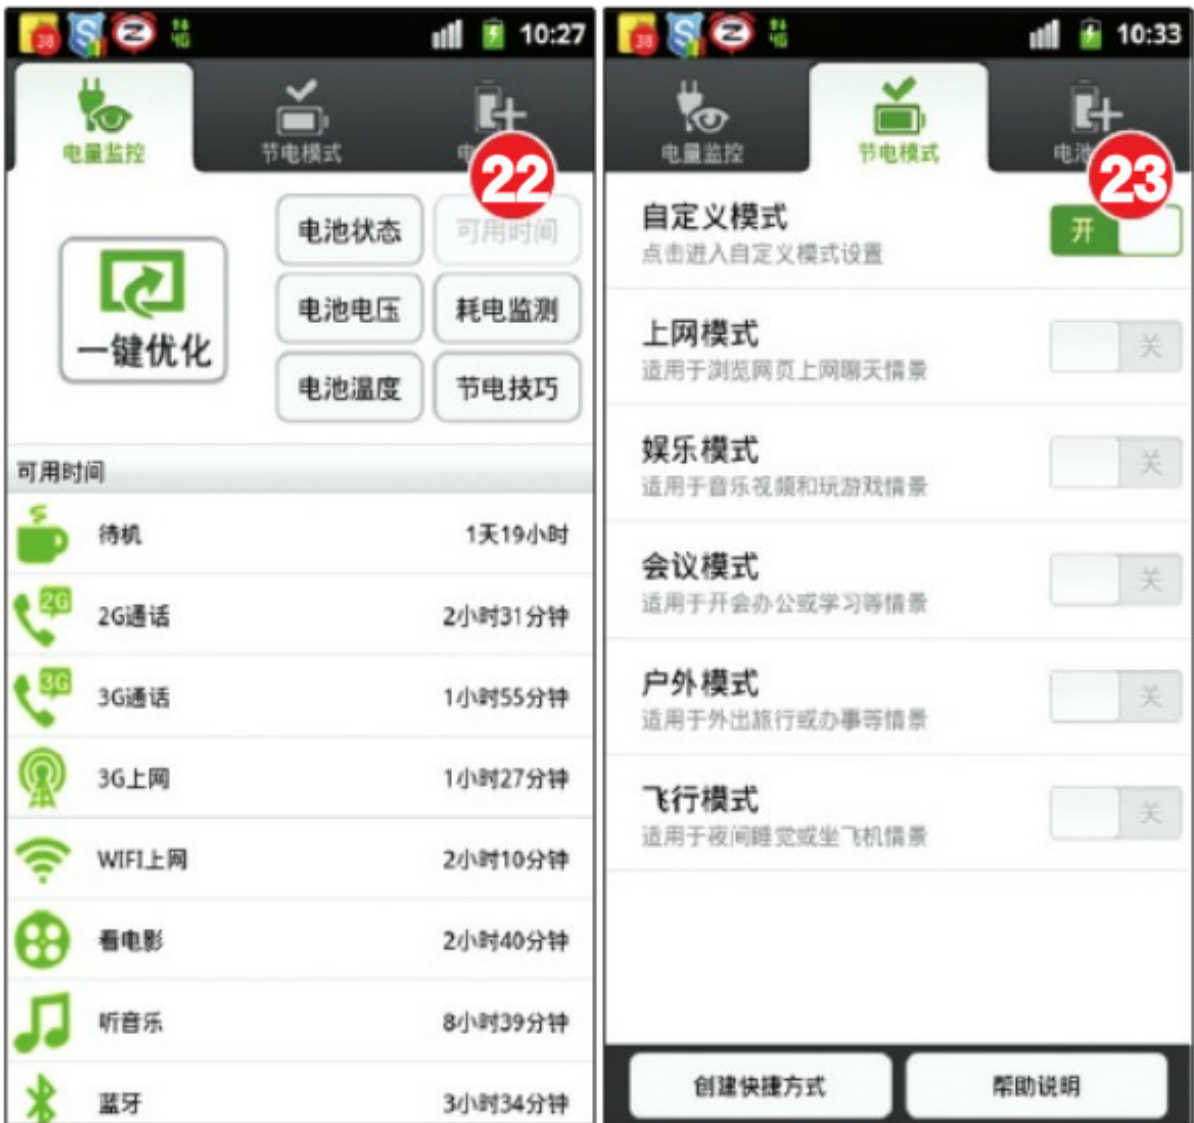 38
4G
10:27
电量监控
节电模式
电
22
一键优化
电池状态
可用时间
电池电压
耗电监测
电池温度
节电技巧
可用时间
待机
1天19小时
2G
2G通话
2小时31分钟
3G
3G通话
1小时55分钟
3G上网
1小时27分钟
WIFI上网
2小时10分钟
看电影
2小时40分钟
听音乐
8小时39分钟
蓝牙
3小时34分钟
38
4G
10:33
电量监控
节电模式
电池
23
自定义模式
开
点击进入自定义模式设置
上网模式
关
适用于浏览网页上网聊天情景
娱乐模式
关
适用于音乐视频和玩游戏情景
会议模式
关
适用于开会办公或学习等情景
户外模式
关
适用于外出旅行或办事等情景
飞行模式
关
适用于夜间睡觉或坐飞机情景
创建快捷方式
帮助说明